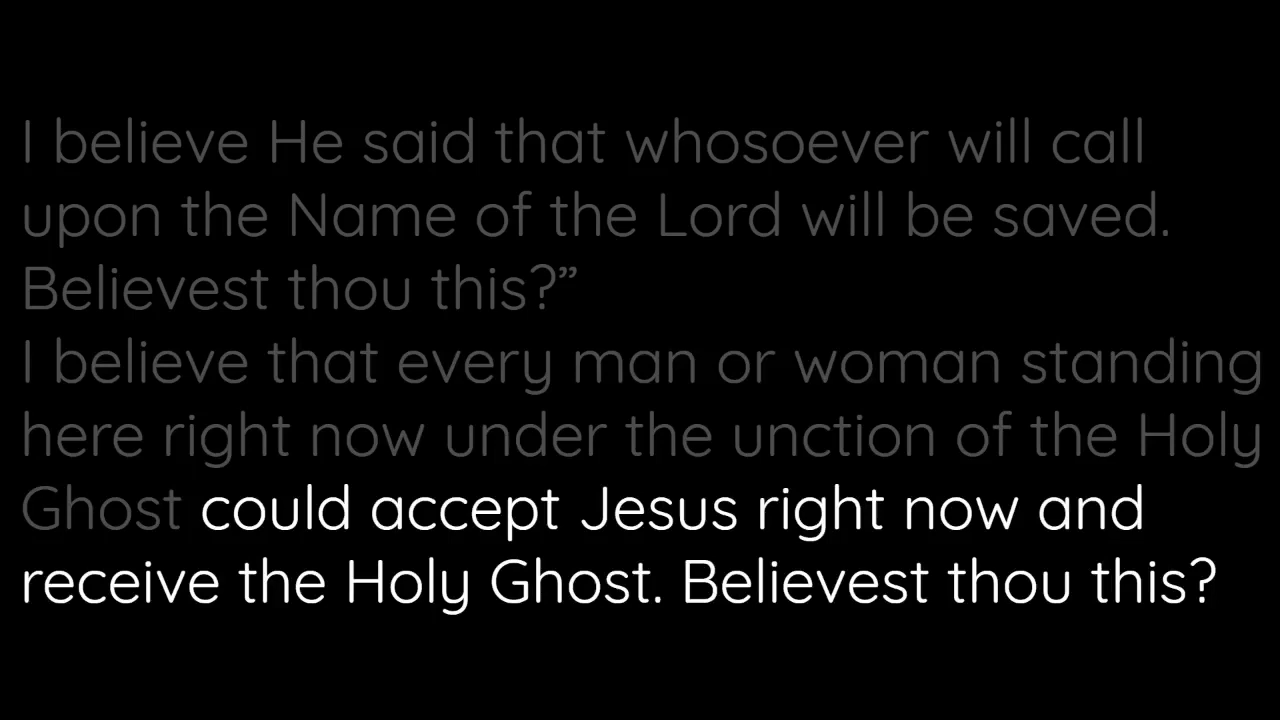 I believe He said that whosoever will call
upon the Name of the Lord will be saved.
Believest thou this?”
I believe that every man or woman standing
here right now under the unction of the Holy
Ghost could accept Jesus right now and
receive the Holy Ghost. Believest thou this?